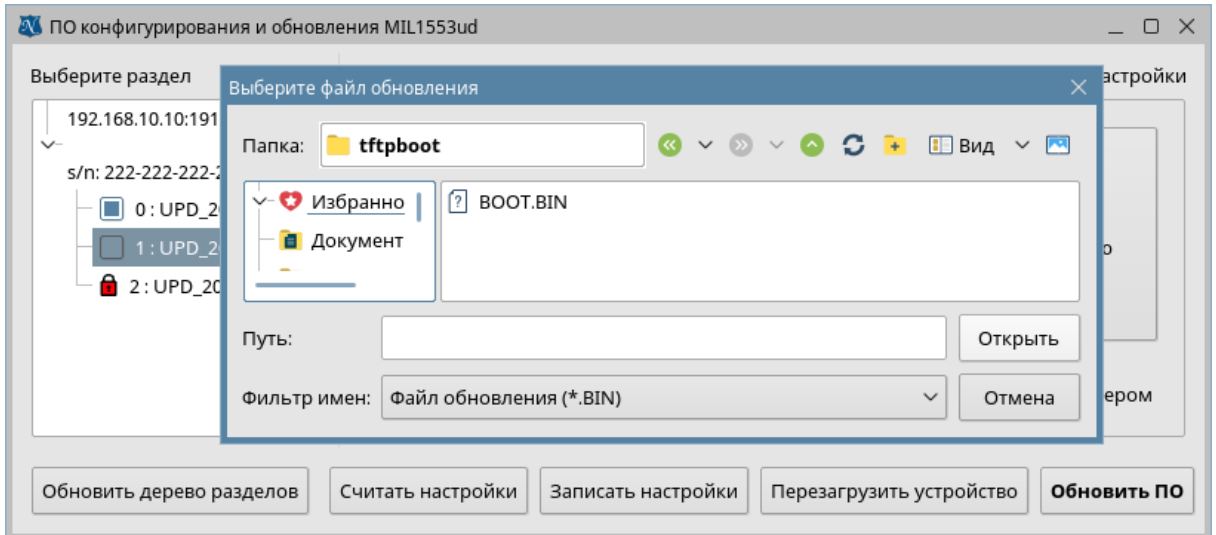 ПО конфигурирования и обновления MIL1553ud
Выберите раздел
астройки
192.168.10.10:191
s/n: 222-222-222-2
0 : UPD_2
1 : UPD_2
2 : UPD_20
Выберите файл обновления
Папка: tftpboot Вид
Избранно
Документ
BOOT.BIN
Путь: Открыть
Фильтр имен: Файл обновления (*.BIN) Отмена
о
ером
Обновить дерево разделов Считать настройки Записать настройки Перезагрузить устройство Обновить ПО